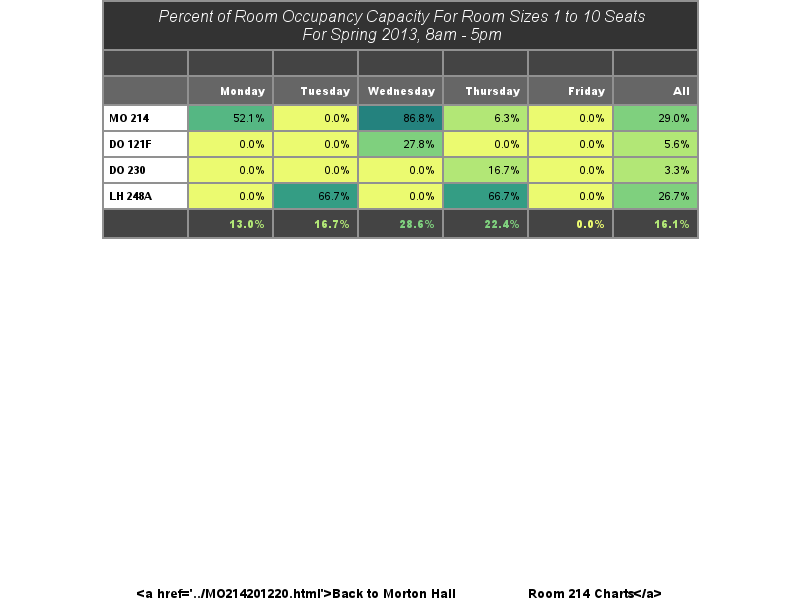 Percent of Room Occupancy Capacity For Room Sizes 1 to 10 Seats
For Spring 2013, 8am - 5pm
Monday Tuesday Wednesday Thursday Friday All
MO 214 52.1% 0.0% 86.8% 6.3% 0.0% 29.0%
DO 121F 0.0% 0.0% 27.8% 0.0% 0.0% 5.6%
DO 230 0.0% 0.0% 0.0% 16.7% 0.0% 3.3%
LH 248A 0.0% 66.7% 0.0% 66.7% 0.0% 26.7%
13.0% 16.7% 28.6% 22.4% 0.0% 16.1%
<a href='../MO214201220.html'>Back to Morton Hall Room 214 Charts</a>